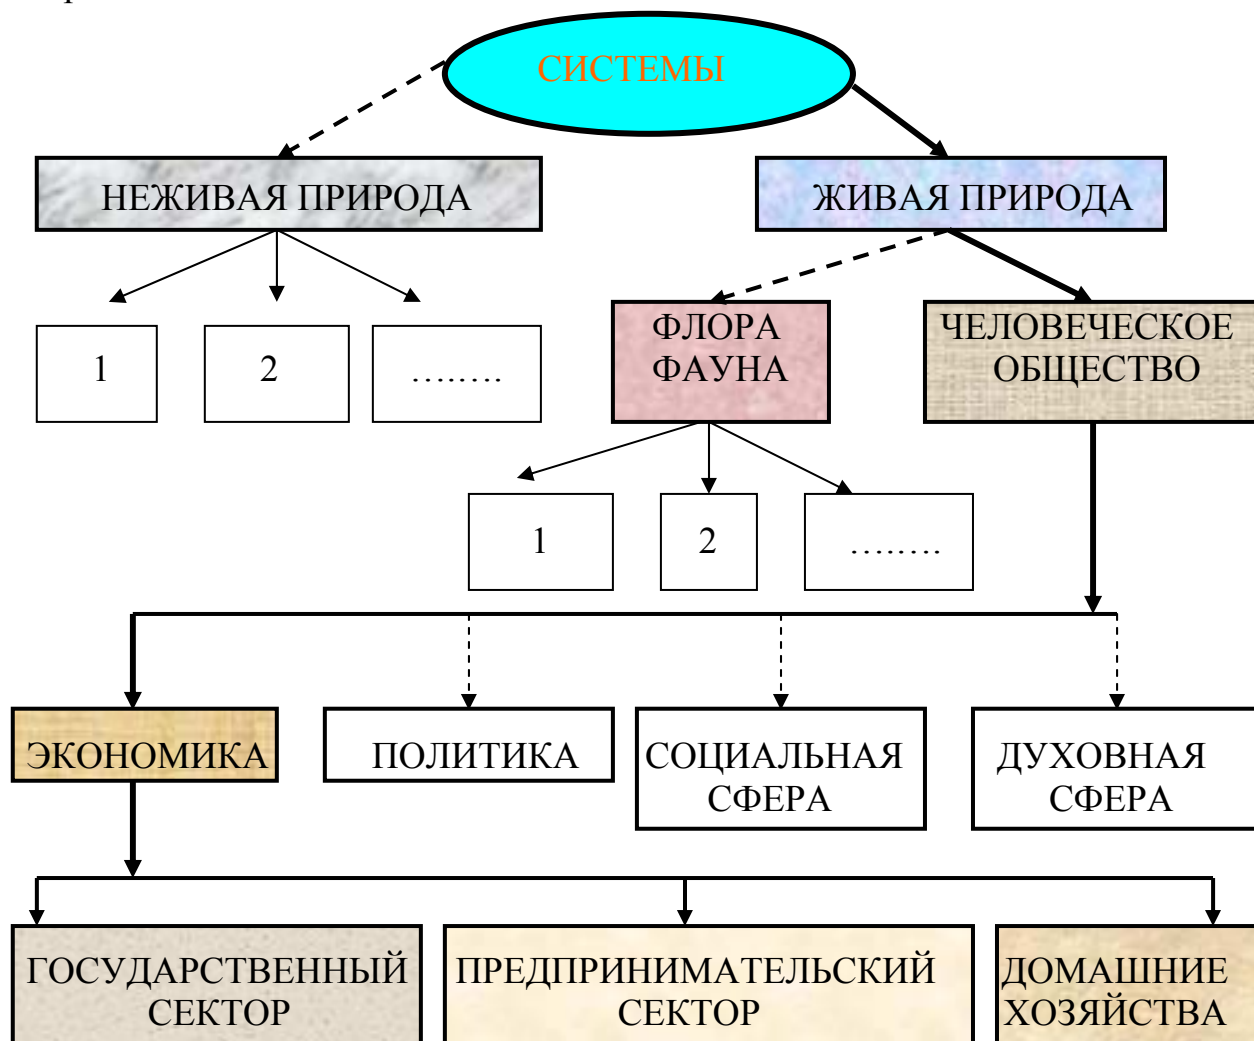 СИСТЕМЫ
НЕЖИВАЯ ПРИРОДА
ЖИВАЯ ПРИРОДА
1
2
........
ФЛОРА
ФАУНА
ЧЕЛОВЕЧЕСКОЕ
ОБЩЕСТВО
1
2
........
ЭКОНОМИКА
ПОЛИТИКА
СОЦИАЛЬНАЯ
СФЕРА
ДУХОВНАЯ
СФЕРА
ГОСУДАРСТВЕННЫЙ
СЕКТОР
ПРЕДПРИНИМАТЕЛЬСКИЙ
СЕКТОР
ДОМАШНИЕ
ХОЗЯЙСТВА